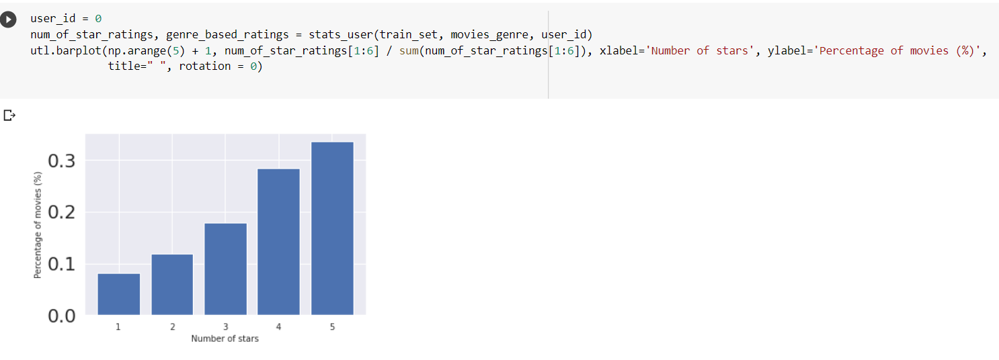 user_id = 0
num_of_star_ratings, genre_based_ratings = stats_user(train_set, movies_genre, user_id)
utl.barplot(np.arange(5) + 1, num_of_star_ratings[1:6] / sum(num_of_star_ratings[1:6]), xlabel='Number of stars', ylabel='Percentage of movies (%)',
title=" ", rotation = 0)
Percentage of movies (%)
0.3
0.2
0.1
0.0
1 2 3 4 5
Number of stars